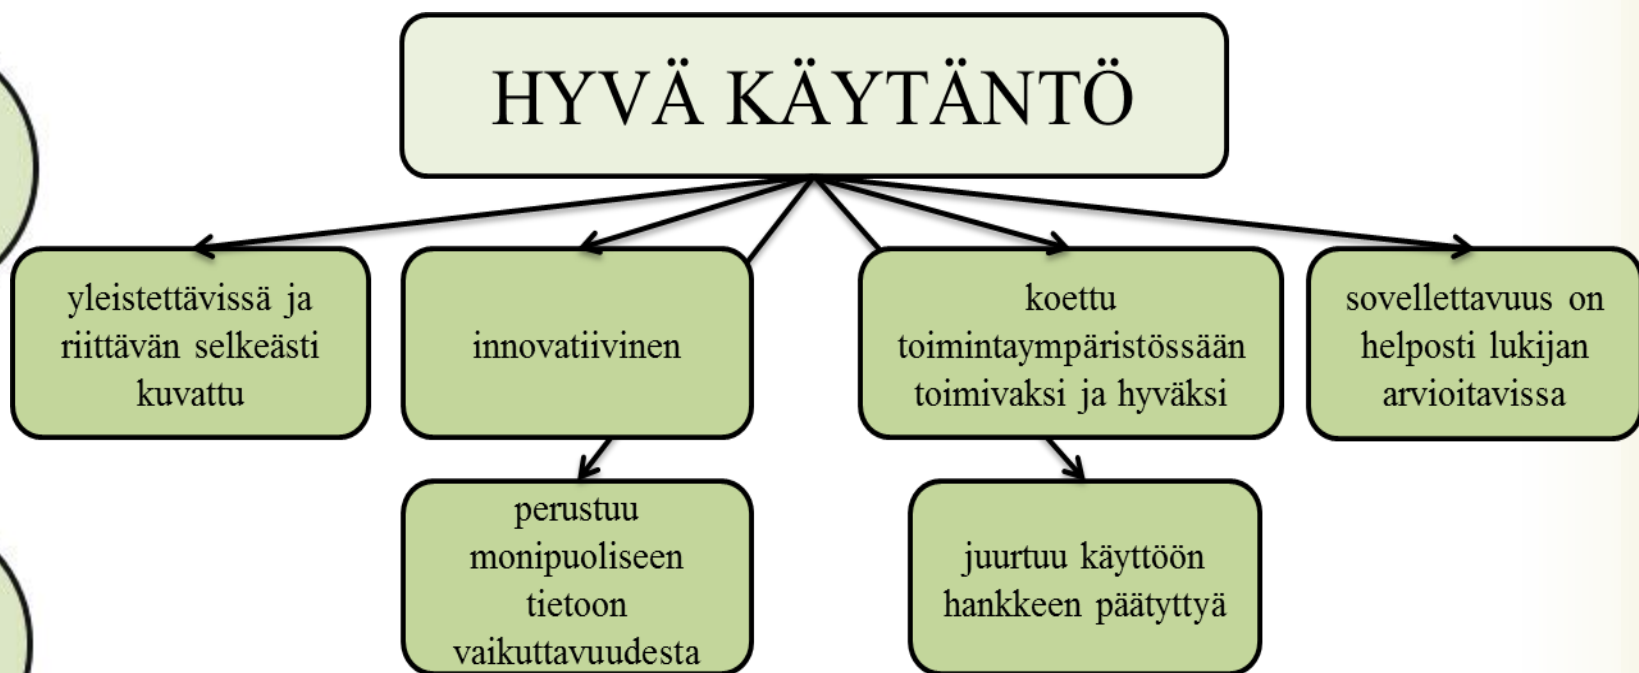 HYVÄ KÄYTÄNTÖ
yleistettävissä ja
riittävän selkeästi
kuvattu
innovatiivinen
koettu
toimintaympäristössään
toimivaksi ja hyväksi
sovellettavuus on
helposti lukijan
arvioitavissa
perustuu
monipuoliseen
tietoon
vaikuttavuudesta
juurtuu käyttöön
hankkeen päätyttyä